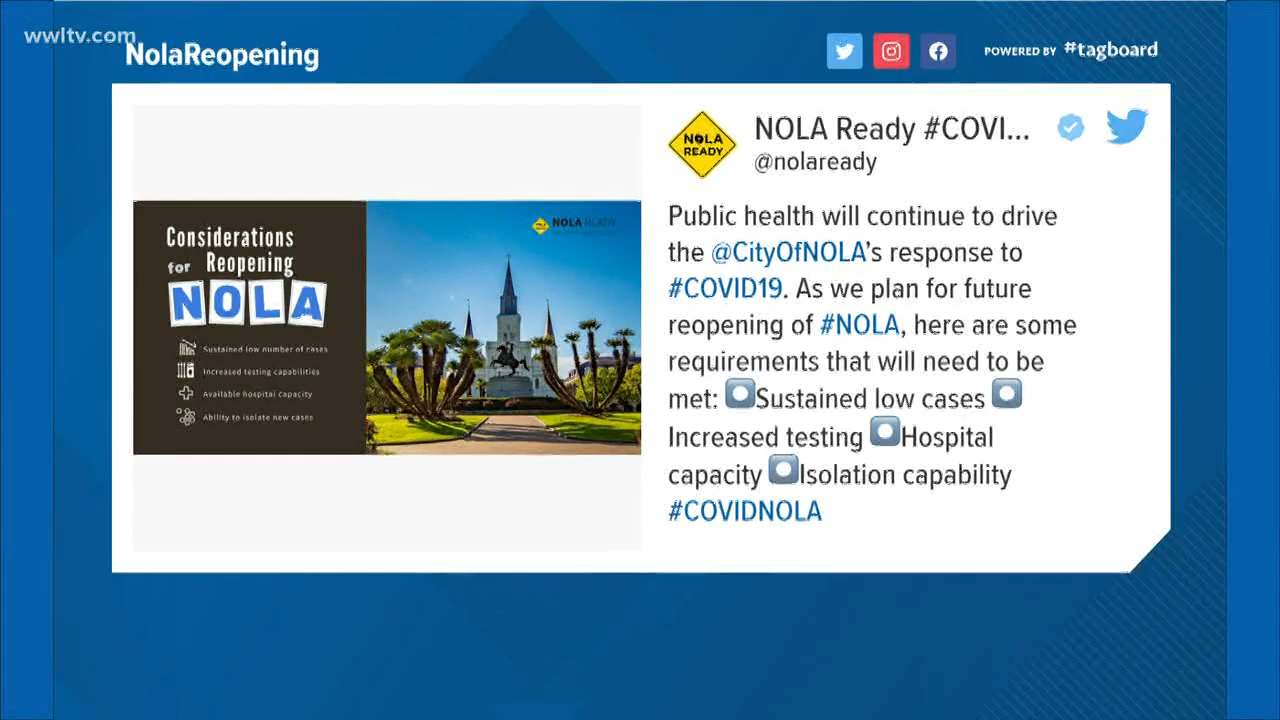 wwltv.com
NolaReopening
POWERED BY #tagboard
Considerations
for Reopening
NOLA
Sustained low number of cases
Increased testing capabilities
Available hospital capacity
Ability to isolate new cases
NOLA READY
NOLA
READY
NOLA Ready #COVI...
@nolaready
Public health will continue to drive
the @CityOfNOLA's response to
#COVID19. As we plan for future
reopening of #NOLA, here are some
requirements that will need to be
met: ⏺Sustained low cases ⏺
Increased testing ⏺Hospital
capacity ⏺Isolation capability
#COVIDNOLA